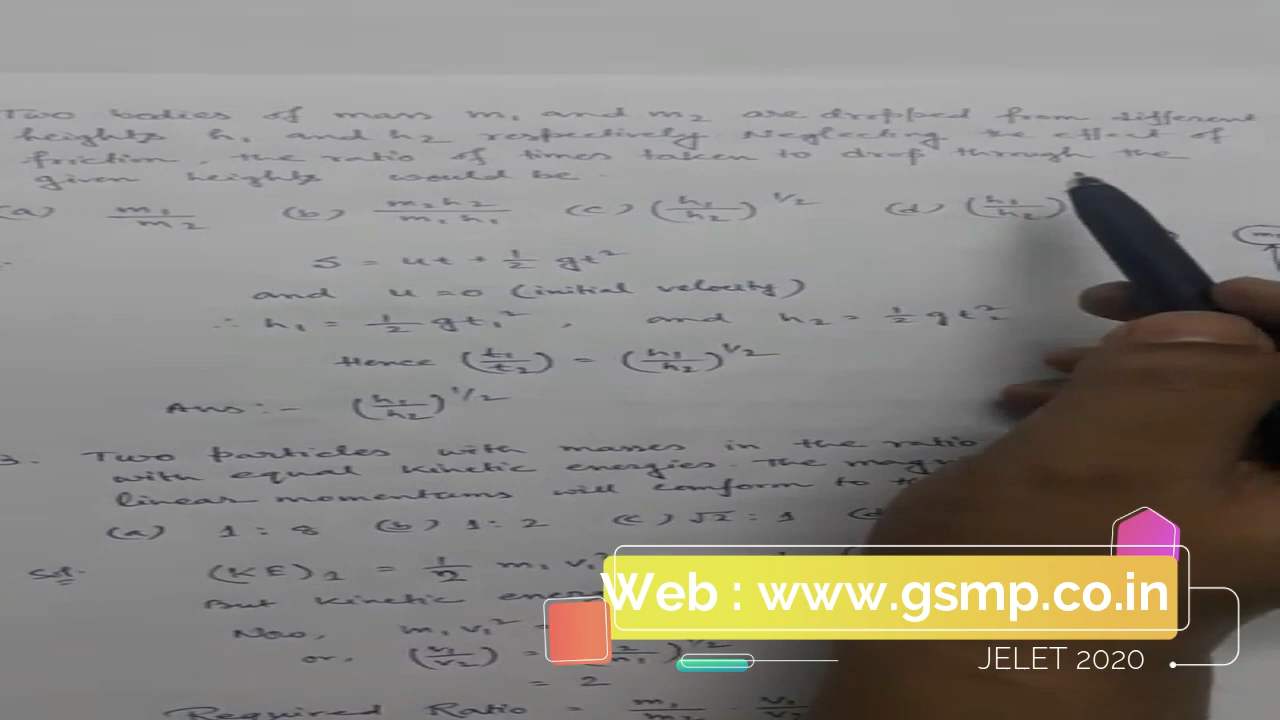 Two bodies of mass m₁ and m₂ are dropped from different
heights h₁ and h₂ respectively Neglecting the effect of
friction, the ratio of times taken to drop through the
given heights would be.
(a) m₁/m₂ (b) m₂h₂/m₁h₁ (c) (h₁/h₂)^1/2 (d) (h₁/h₂)
S = ut + 1/2 gt²
and u = 0 (initial velocity)
∴ h₁ = 1/2 gt₁², and h₂ = 1/2 gt₂²
Hence (t₁/t₂) = (h₁/h₂)^1/2
Ans :- (h₁/h₂)^1/2
3. Two particles with masses in the ratio
with equal kinetic energies. The
linear momentums will conform to
(a) 1 : 8 (b) 1 : 2 (c) √2 : 1
Sol. (KE)₁ = 1/2 m₁v₁²
But kinetic
Now, m₁v₁²
or, (v₁/v₂) =
= 2
Required Ratio = m₁/m₂ · v₁/v₂
Web : www.gsmp.co.in
JELET 2020